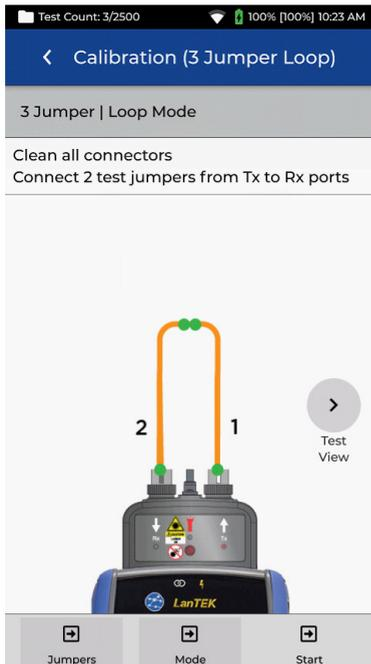 Test Count: 3/2500 100% [100%] 10:23 AM
Calibration (3 Jumper Loop)
3 Jumper | Loop Mode
Clean all connectors
Connect 2 test jumpers from Tx to Rx ports
2 1
Test
View
Rx Tx
LanTEK
Jumpers Mode Start